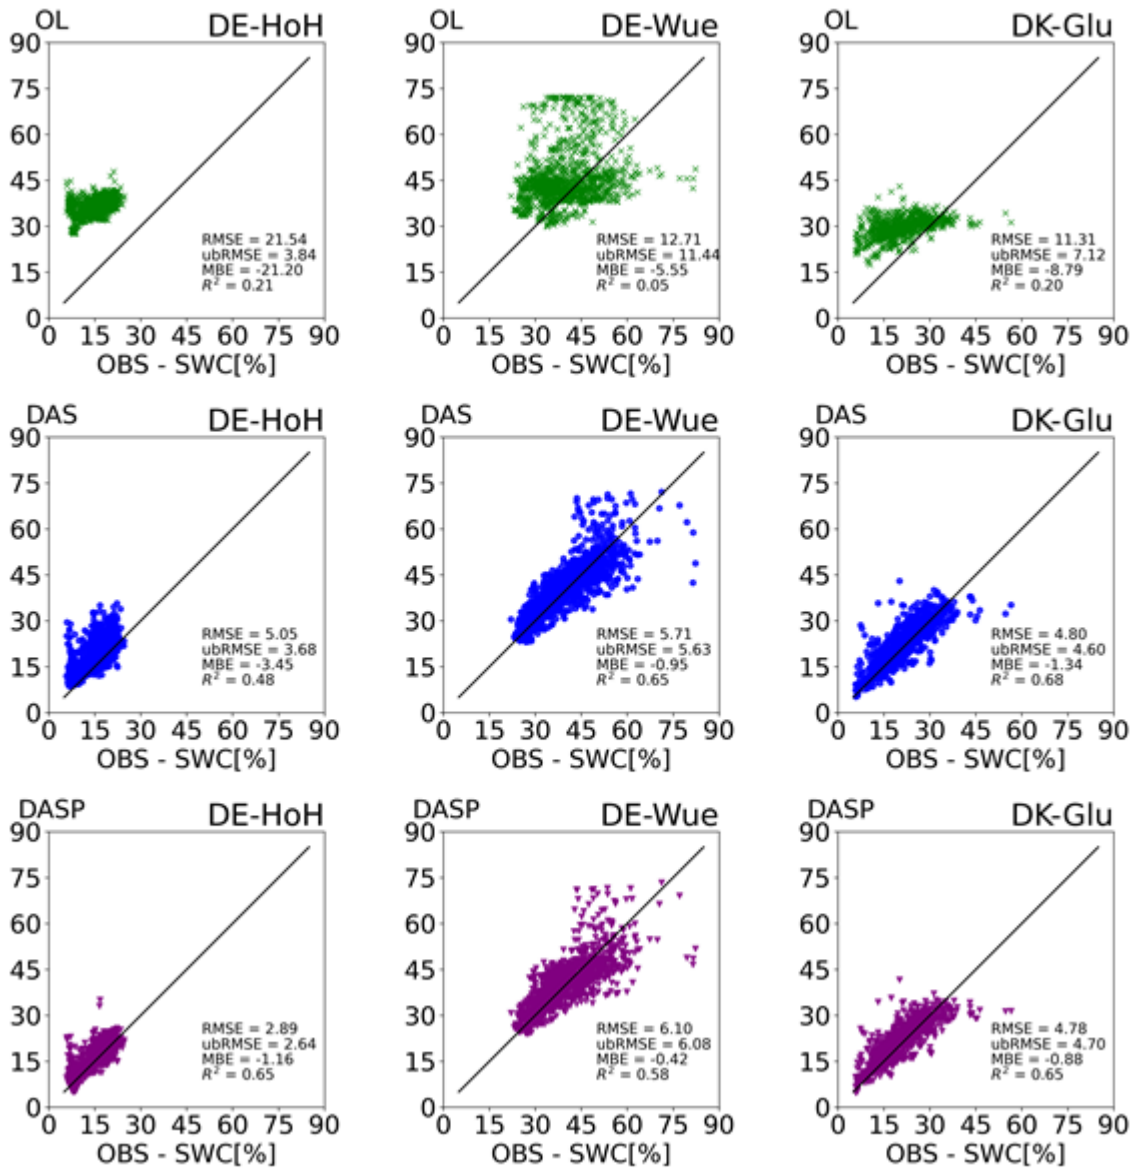 OL DE-HoH
90
75
60
45
30
15
0
RMSE = 21.54
ubRMSE = 3.84
MBE = -21.20
R² = 0.21
0 15 30 45 60 75 90
OBS - SWC[%]
OL DE-Wue
90
75
60
45
30
15
0
RMSE = 12.71
ubRMSE = 11.44
MBE = -5.55
R² = 0.05
0 15 30 45 60 75 90
OBS - SWC[%]
OL DK-Glu
90
75
60
45
30
15
0
RMSE = 11.31
ubRMSE = 7.12
MBE = -8.79
R² = 0.20
0 15 30 45 60 75 90
OBS - SWC[%]
DAS DE-HoH
90
75
60
45
30
15
0
RMSE = 5.05
ubRMSE = 3.68
MBE = -3.45
R² = 0.48
0 15 30 45 60 75 90
OBS - SWC[%]
DAS DE-Wue
90
75
60
45
30
15
0
RMSE = 5.71
ubRMSE = 5.63
MBE = -0.95
R² = 0.65
0 15 30 45 60 75 90
OBS - SWC[%]
DAS DK-Glu
90
75
60
45
30
15
0
RMSE = 4.80
ubRMSE = 4.60
MBE = -1.34
R² = 0.68
0 15 30 45 60 75 90
OBS - SWC[%]
DASP DE-HoH
90
75
60
45
30
15
0
RMSE = 2.89
ubRMSE = 2.64
MBE = -1.16
R² = 0.65
0 15 30 45 60 75 90
OBS - SWC[%]
DASP DE-Wue
90
75
60
45
30
15
0
RMSE = 6.10
ubRMSE = 6.08
MBE = -0.42
R² = 0.58
0 15 30 45 60 75 90
OBS - SWC[%]
DASP DK-Glu
90
75
60
45
30
15
0
RMSE = 4.78
ubRMSE = 4.70
MBE = -0.88
R² = 0.65
0 15 30 45 60 75 90
OBS - SWC[%]